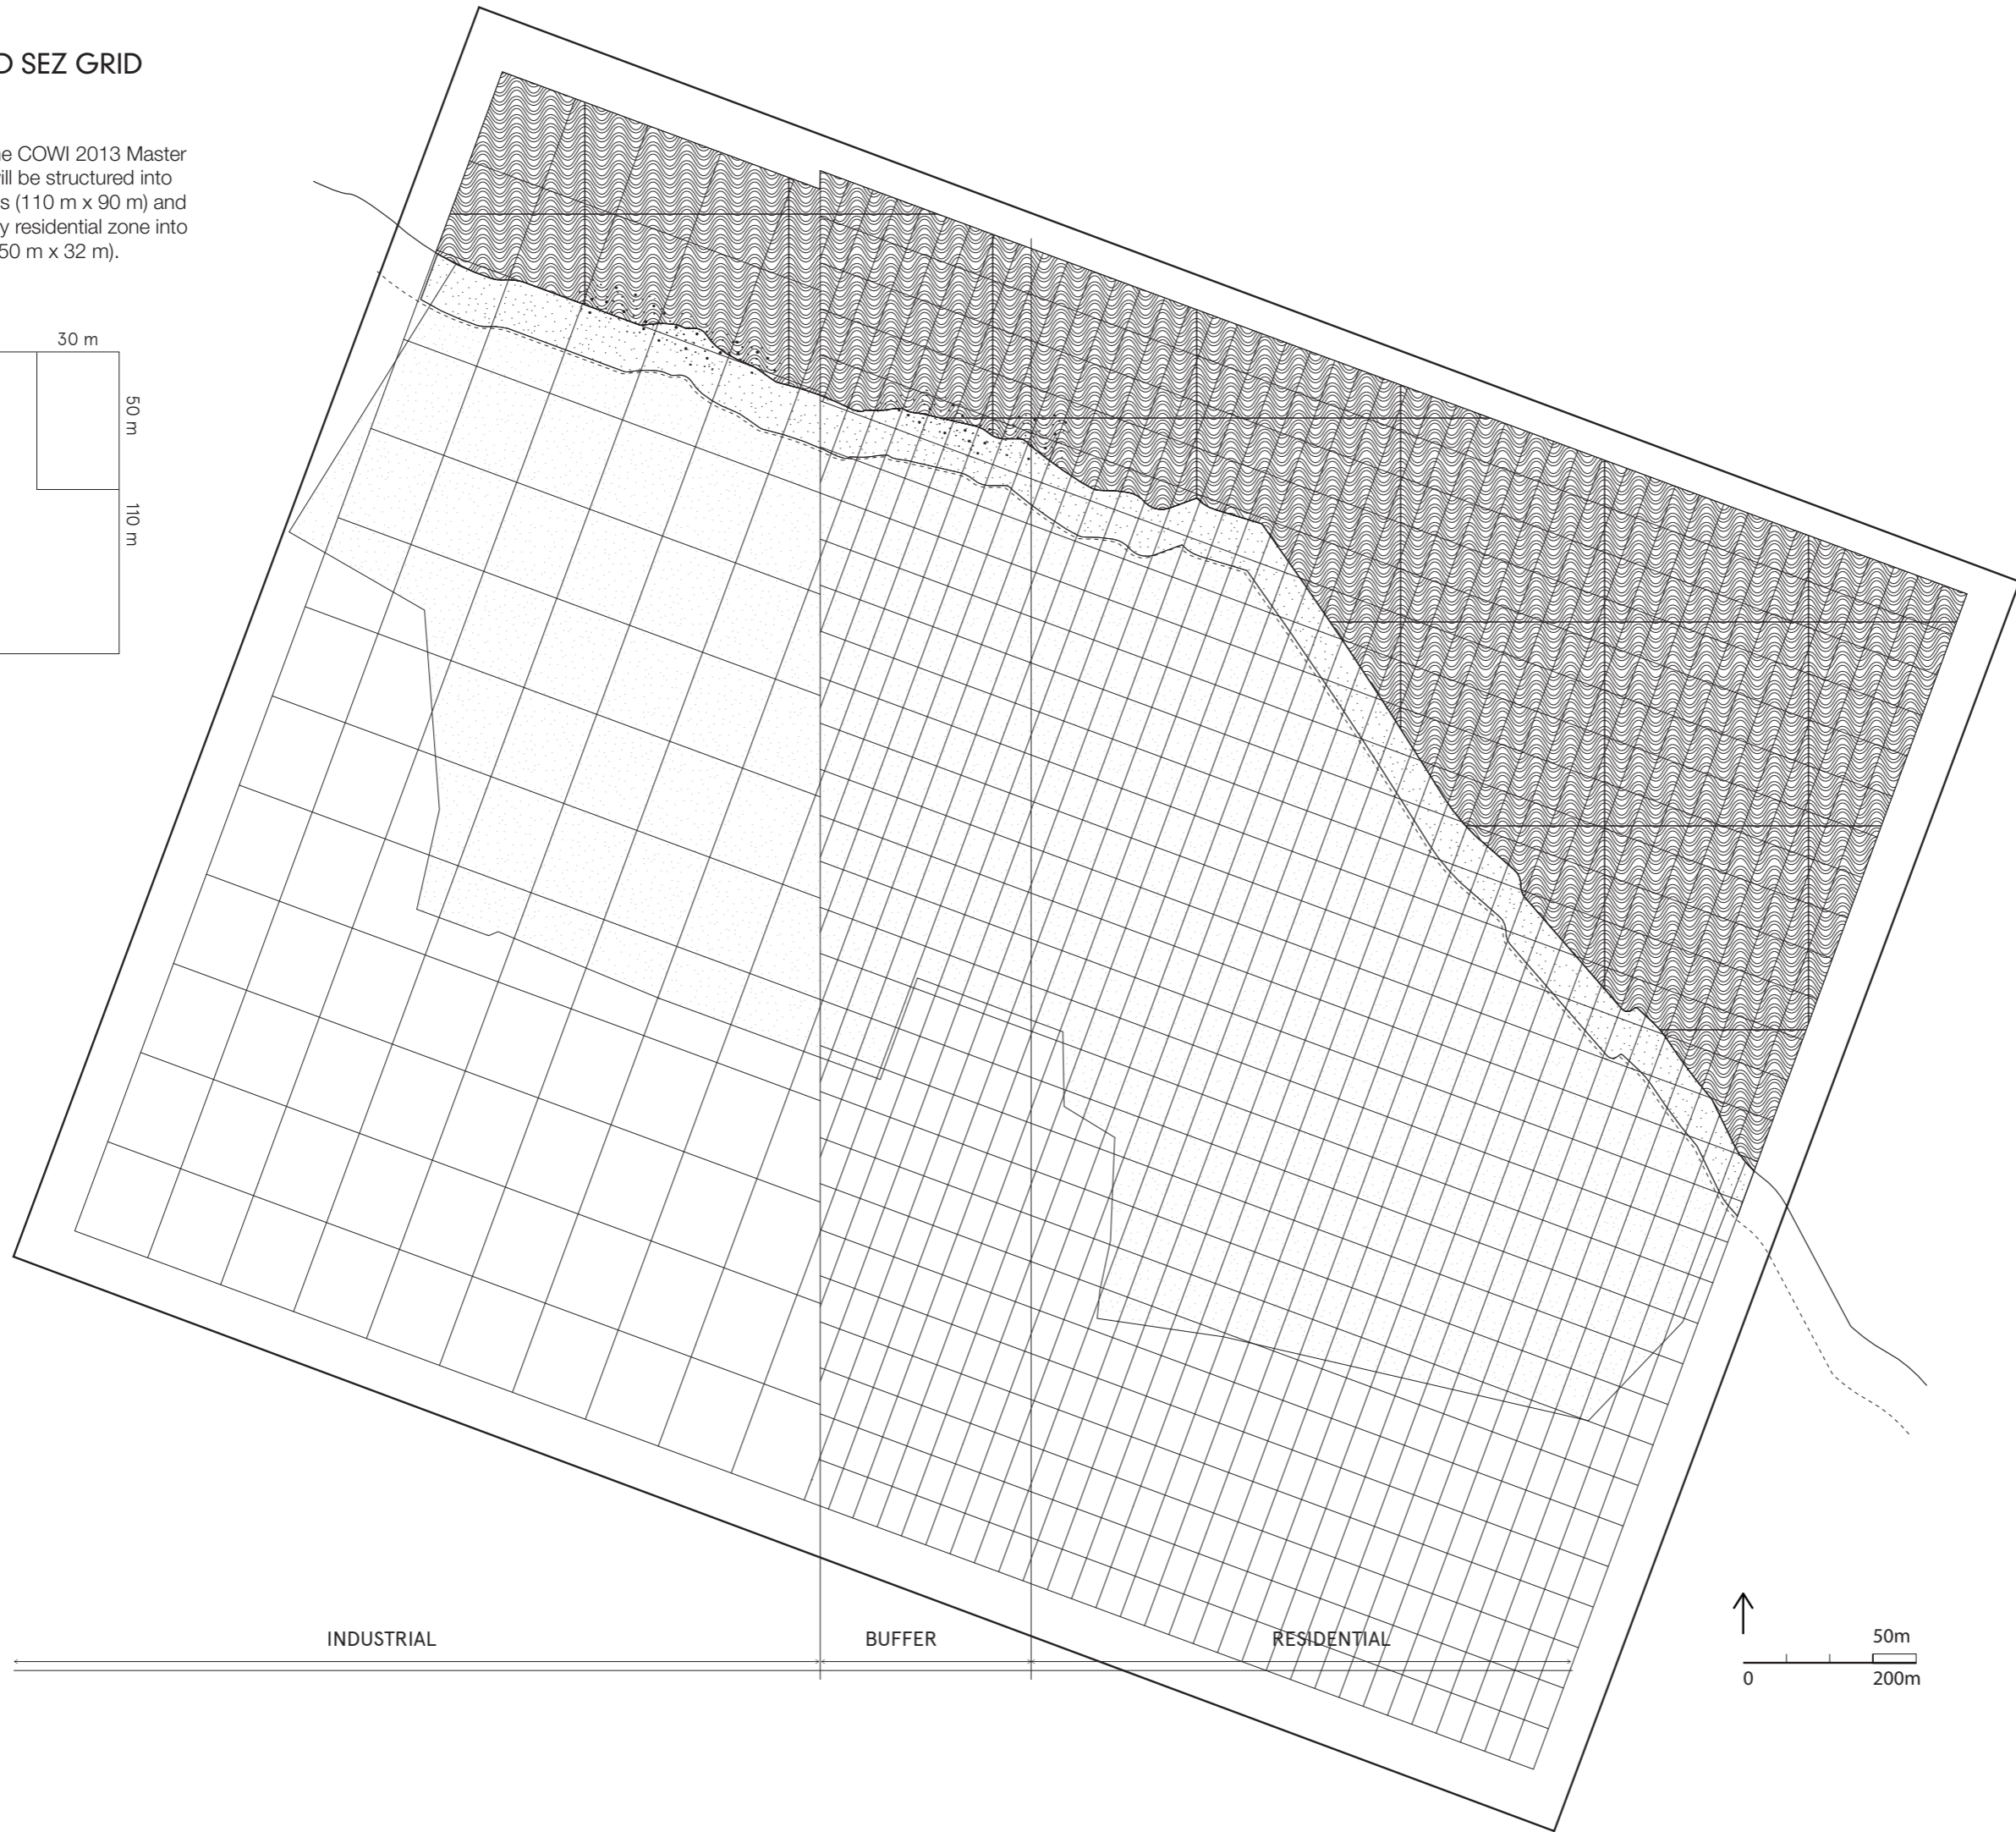 SEZ GRID
COWI 2013 Master
be structured into
(110 m x 90 m) and
residential zone into
50 m x 32 m).
30 m
50 m
110 m
INDUSTRIAL
BUFFER
RESIDENTIAL
50m
0
200m